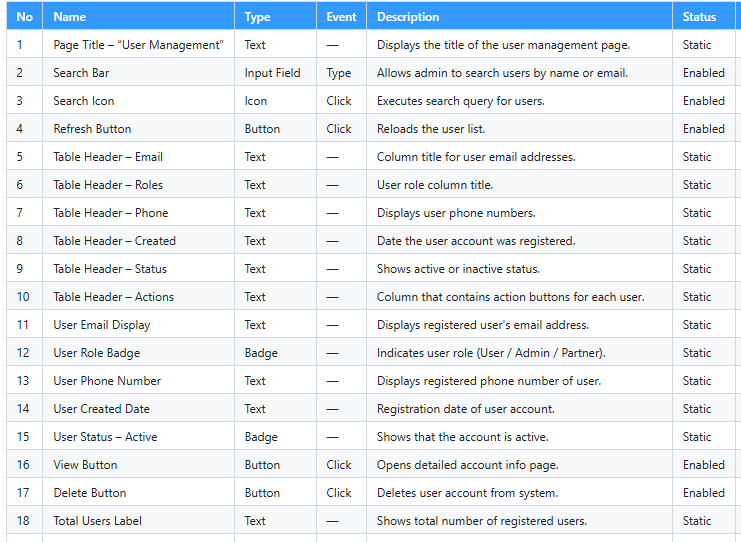 No Name Type Event Description Status
1 Page Title – “User Management” Text — Displays the title of the user management page. Static
2 Search Bar Input Field Type Allows admin to search users by name or email. Enabled
3 Search Icon Icon Click Executes search query for users. Enabled
4 Refresh Button Button Click Reloads the user list. Enabled
5 Table Header – Email Text — Column title for user email addresses. Static
6 Table Header – Roles Text — User role column title. Static
7 Table Header – Phone Text — Displays user phone numbers. Static
8 Table Header – Created Text — Date the user account was registered. Static
9 Table Header – Status Text — Shows active or inactive status. Static
10 Table Header – Actions Text — Column that contains action buttons for each user. Static
11 User Email Display Text — Displays registered user's email address. Static
12 User Role Badge Badge — Indicates user role (User / Admin / Partner). Static
13 User Phone Number Text — Displays registered phone number of user. Static
14 User Created Date Text — Registration date of user account. Static
15 User Status – Active Badge — Shows that the account is active. Static
16 View Button Button Click Opens detailed account info page. Enabled
17 Delete Button Button Click Deletes user account from system. Enabled
18 Total Users Label Text — Shows total number of registered users. Static